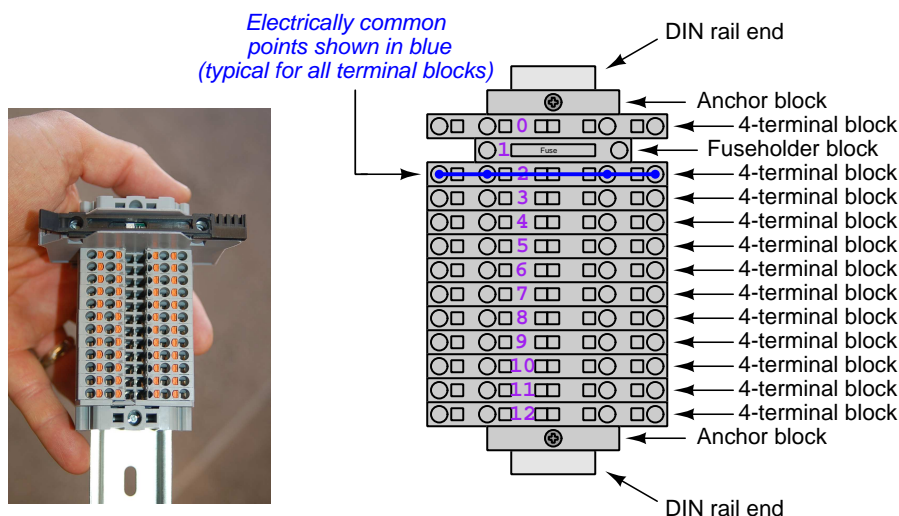 Electrically common
points shown in blue
(typical for all terminal blocks)
DIN rail end
Anchor block
0
4-terminal block
1
Fuse
Fuseholder block
2
4-terminal block
3
4-terminal block
4
4-terminal block
5
4-terminal block
6
4-terminal block
7
4-terminal block
8
4-terminal block
9
4-terminal block
10
4-terminal block
11
4-terminal block
12
4-terminal block
Anchor block
DIN rail end